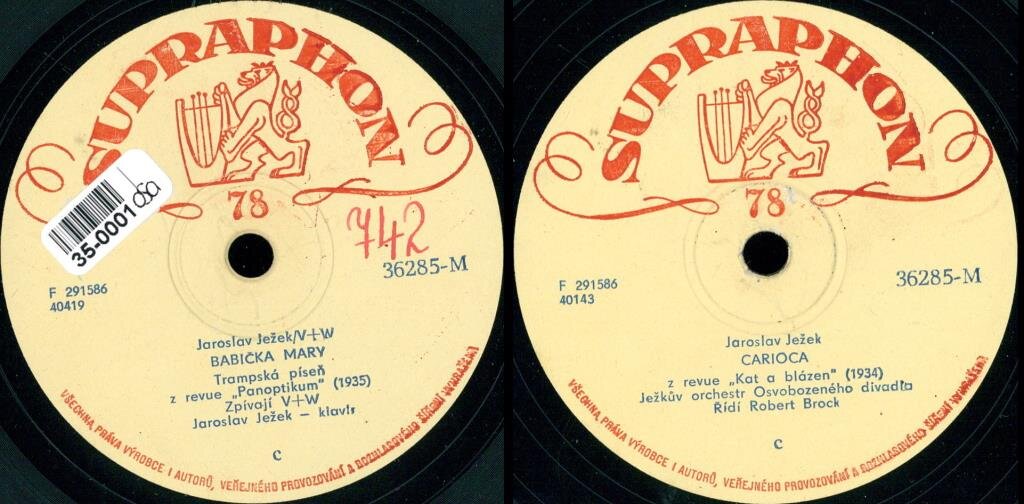 SUPRAPHON
78
35-0001
742
36285-M
F 291586
40419
Jaroslav Ježek/V+W
BABIČKA MARY
Trampská píseň
z revue „Panoptikum" (1935)
Zpívají V+W
Jaroslav Ježek – klavír
c
VŠECHNA PRÁVA VÝROBCE I AUTORŮ, VEŘEJNÉHO PROVOZOVÁNÍ A ROZHLASOVÉHO ŠÍŘENÍ VYHRAŽENY
SUPRAPHON
78
36285-M
F 291586
40143
Jaroslav Ježek
CARIOCA
z revue „Kat a blázen" (1934)
Ježkův orchestr Osvobozeného divadla
Řídí Robert Brock
c
VŠECHNA PRÁVA VÝROBCE I AUTORŮ, VEŘEJNÉHO PROVOZOVÁNÍ A ROZHLASOVÉHO ŠÍŘENÍ VYHRAŽENY